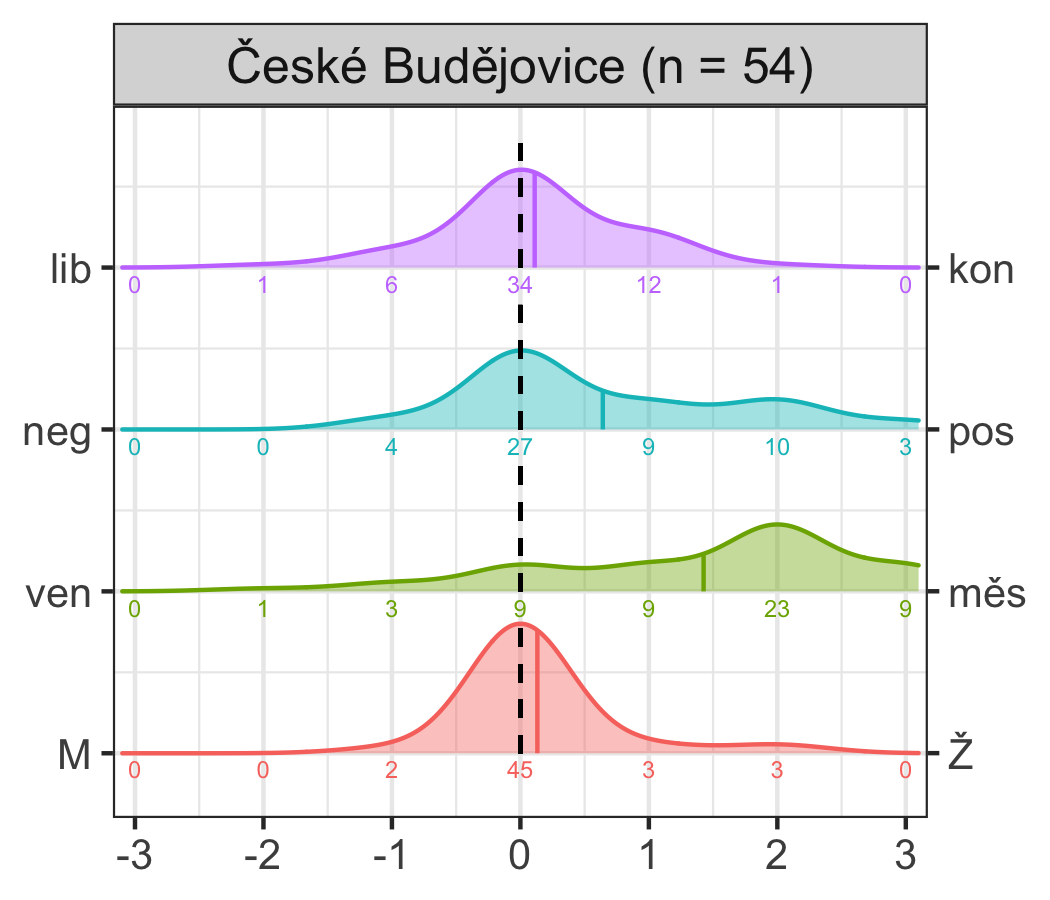 České Budějovice (n = 54)
lib kon
0 1 6 34 12 1 0
neg pos
0 0 4 27 9 10 3
ven měs
0 1 3 9 9 23 9
M Ž
0 0 2 45 3 3 0
-3 -2 -1 0 1 2 3